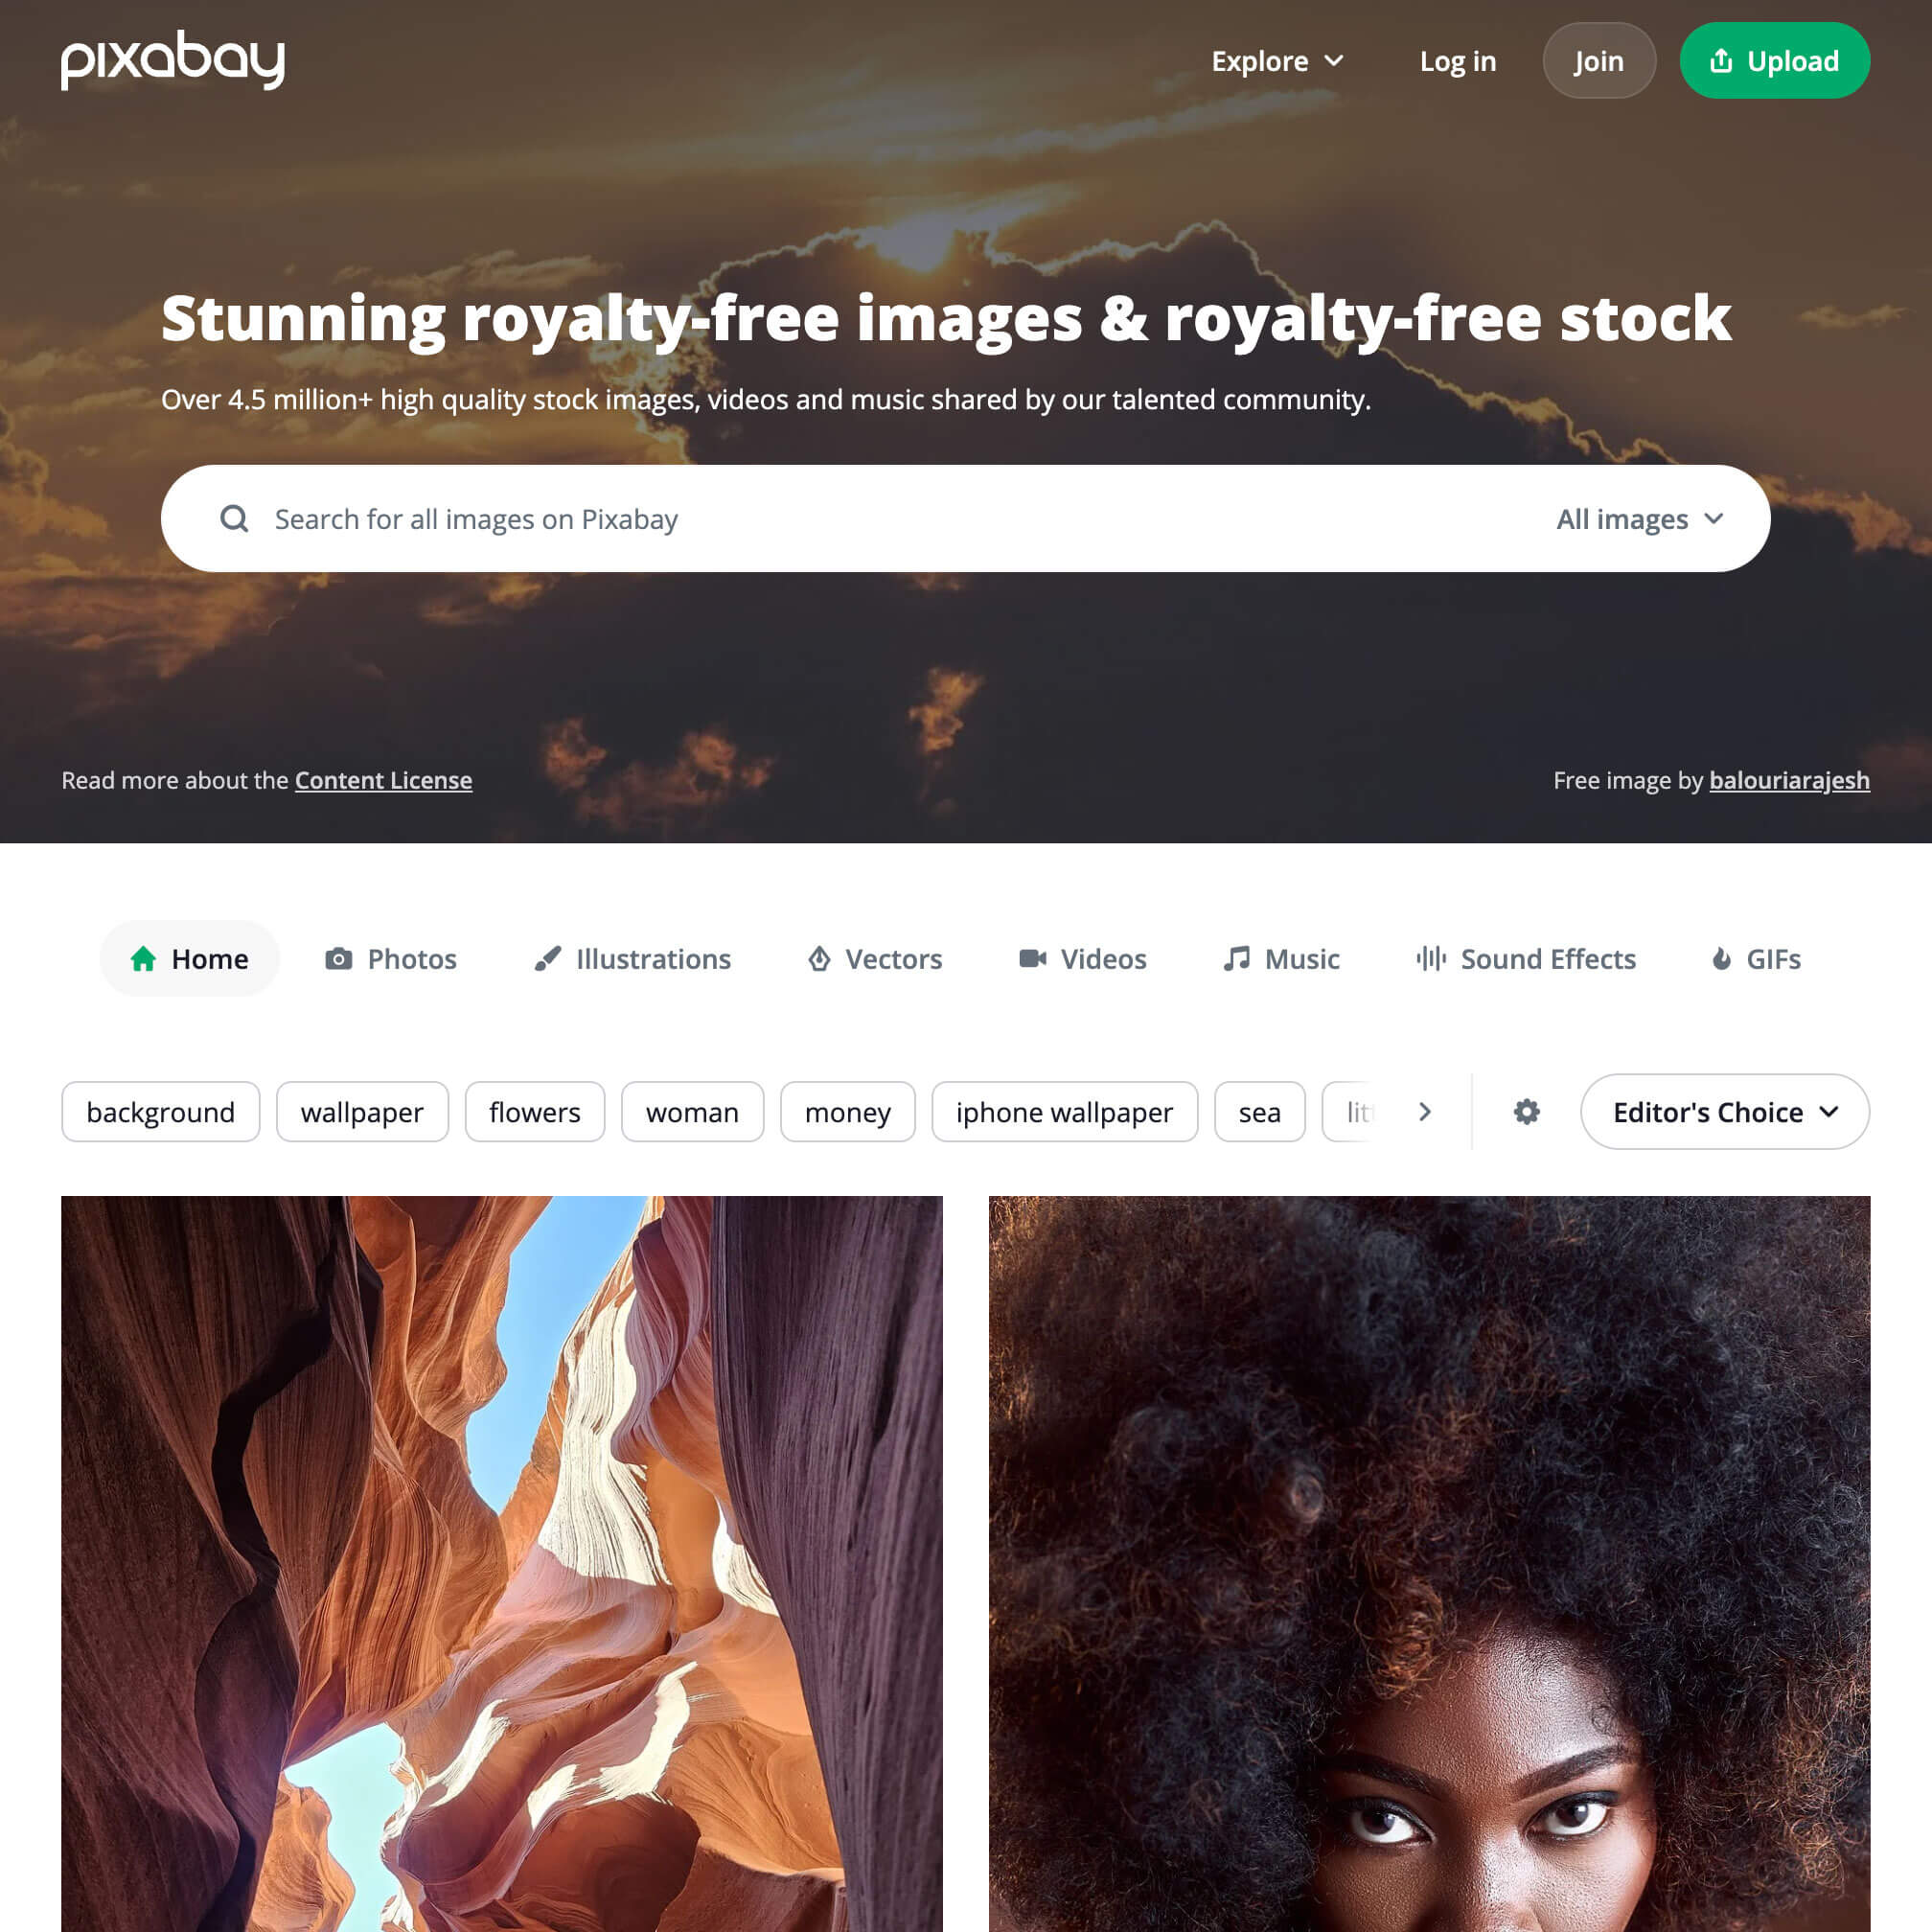 pixabay
Explore
Log in
Join
Upload
Stunning royalty-free images & royalty-free stock
Over 4.5 million+ high quality stock images, videos and music shared by our talented community.
Search for all images on Pixabay
All images
Read more about the Content License
Free image by balouriarajesh
Home
Photos
Illustrations
Vectors
Videos
Music
Sound Effects
GIFs
background
wallpaper
flowers
woman
money
iphone wallpaper
sea
Editor's Choice